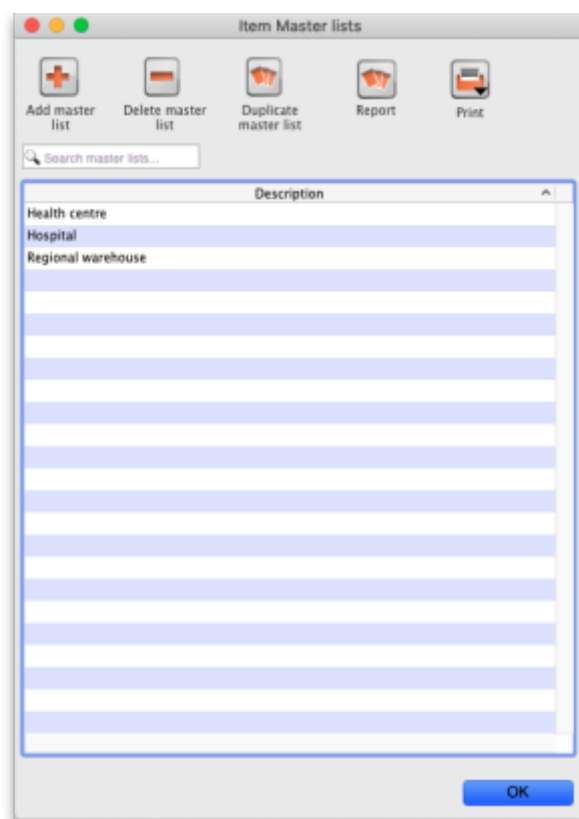 Item Master lists
Add master
list
Delete master
list
Duplicate
master list
Report
Print
Search master lists...
Description
Health centre
Hospital
Regional warehouse
OK